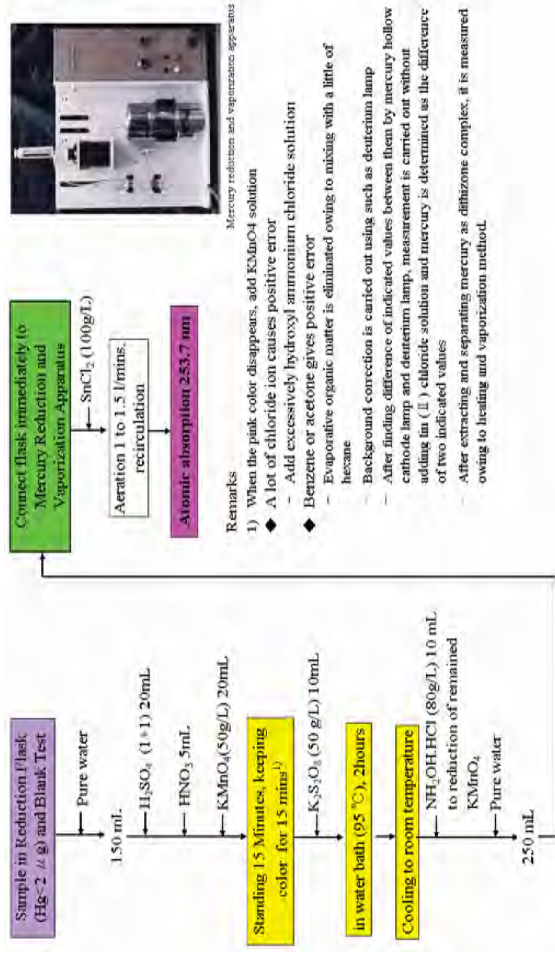 Sample in Reduction Flask
(Hg<2 μg) and Blank Test
Pure water
150 mL
H2SO4 (1+1) 20mL
HNO3 5mL
KMnO4(50g/L) 20mL
Standing 15 Minutes, keeping
color for 15 mins1)
K2S2O8 (50 g/L) 10mL
in water bath (95 ℃), 2hours
Cooling to room temperature
NH2OH.HCl (80g/L) 10 mL
to reduction of remained
KMnO4
Pure water
250 mL
Connect flask immediately to
Mercury Reduction and
Vaporization Apparatus
SnCl2 (100g/L)
Aeration 1 to 1.5 l/mins.
recirculation
Atomic absorption 253.7 nm
Mercury reduction and vaporization apparatus
Remarks
1) When the pink color disappears, add KMnO4 solution
◆ A lot of chloride ion causes positive error
– Add excessively hydroxyl ammonium chloride solution
◆ Benzene or acetone gives positive error
– Evaporative organic matter is eliminated owing to mixing with a little of
hexane
– Background correction is carried out using such as deuterium lamp
– After finding difference of indicated values between them by mercury hollow
cathode lamp and deuterium lamp, measurement is carried out without
adding tin (Ⅱ) chloride solution and mercury is determined as the difference
of two indicated values
– After extracting and separating mercury as dithizone complex, it is measured
owing to heating and vaporization method.